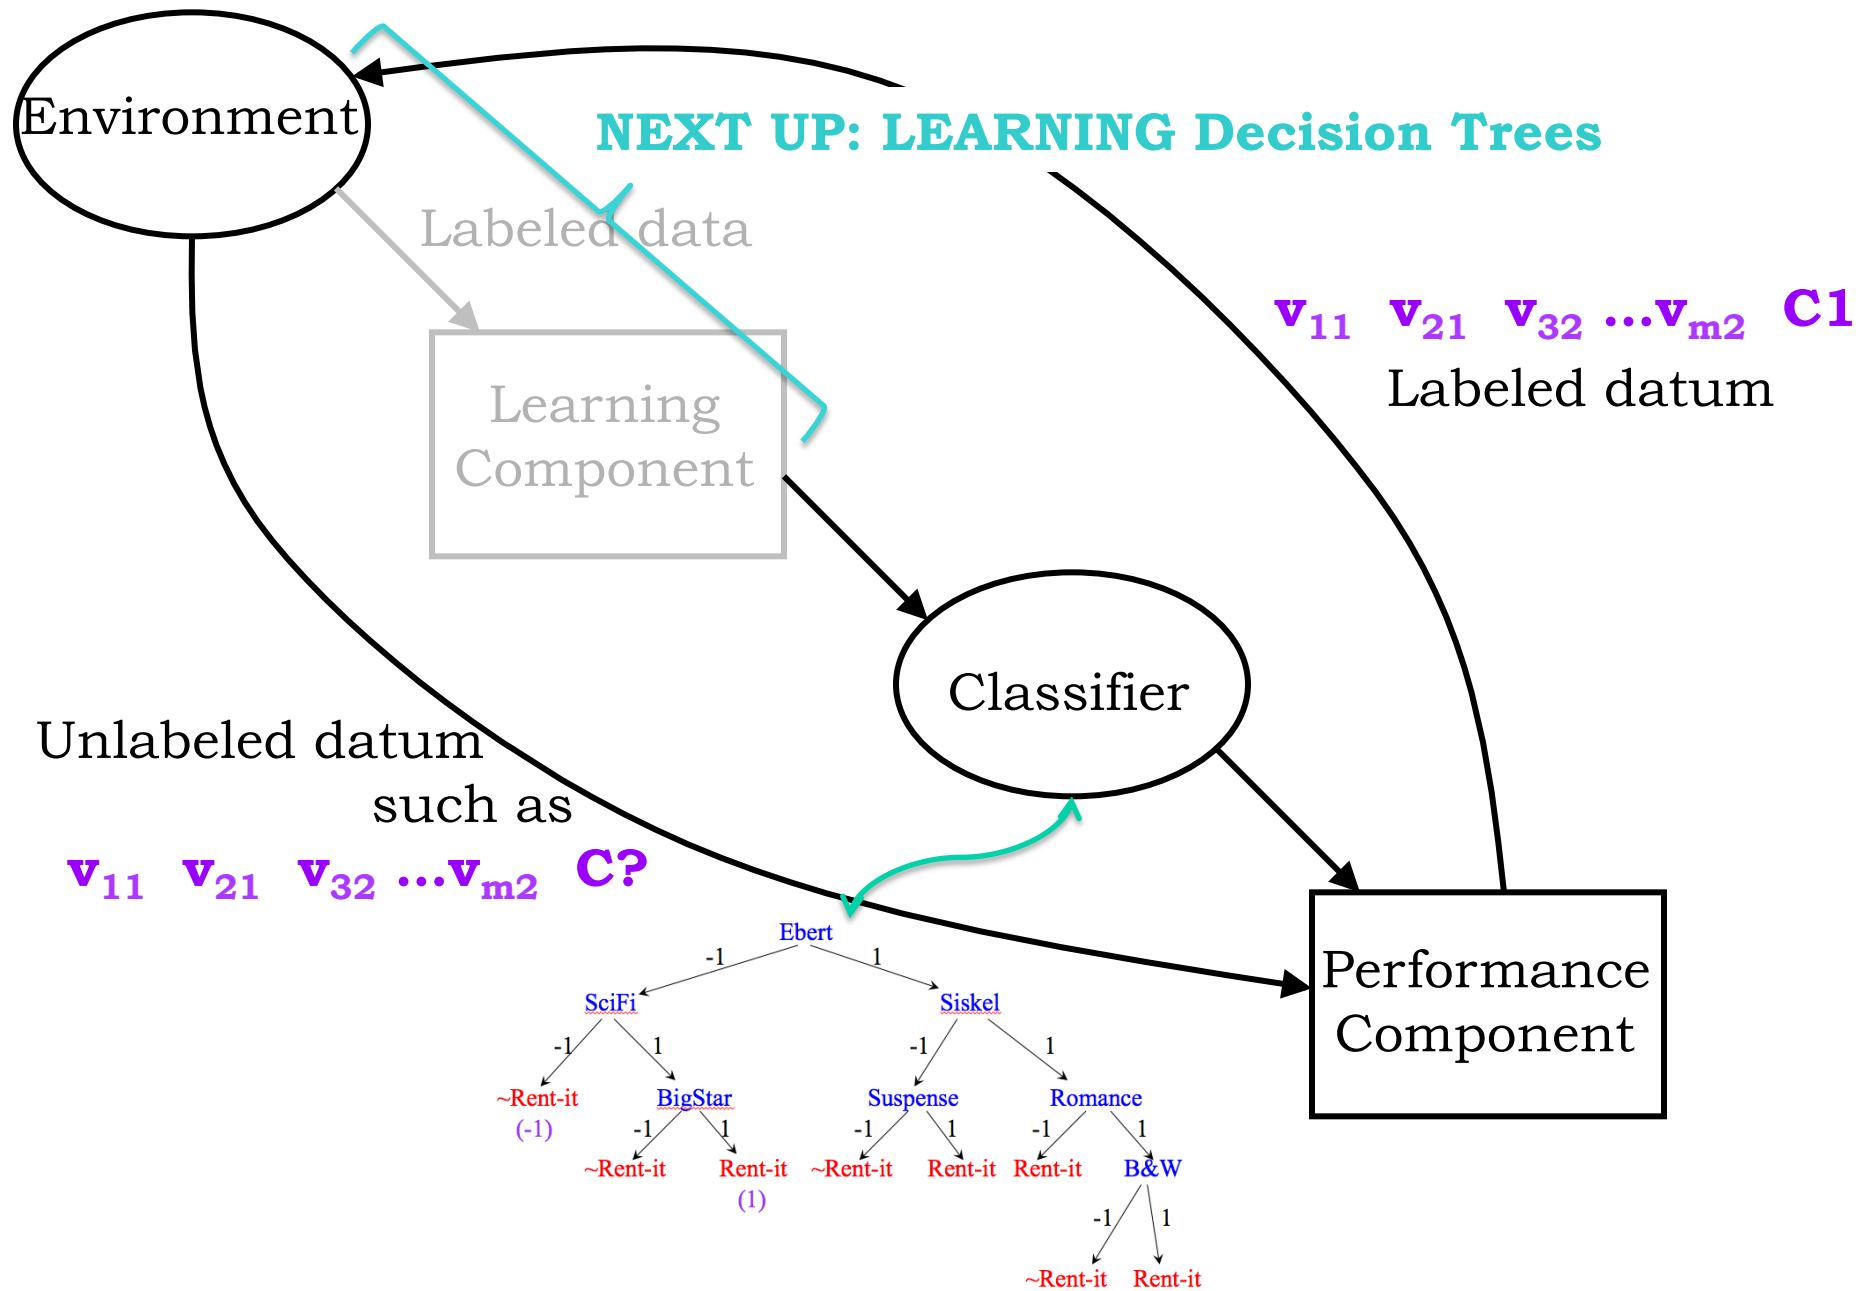 Environment
NEXT UP: LEARNING Decision Trees
Labeled data
v11 v21 v32 ...vm2 C1
Labeled datum
Learning
Component
Classifier
Unlabeled datum
such as
v11 v21 v32 ...vm2 C?
Performance
Component
Ebert
-1 1
SciFi Siskel
-1 1 -1 1
~Rent-it BigStar Suspense Romance
(-1) -1 1 -1 1 -1 1
~Rent-it Rent-it ~Rent-it Rent-it Rent-it B&W
(1)
-1 1
~Rent-it Rent-it